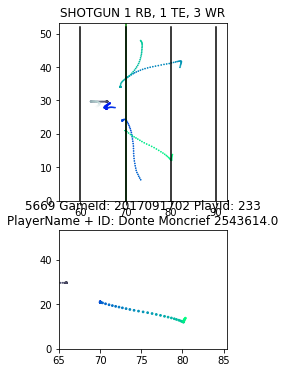 SHOTGUN 1 RB, 1 TE, 3 WR
50
40
30
20
10
0
60 70 80 90
5669 GameId: 2017091702 PlayId: 233
PlayerName + ID: Donte Moncrief 2543614.0
40
20
0
65 70 75 80 85